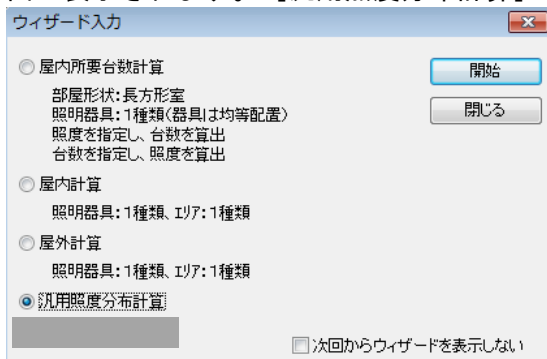 ウィザード入力
屋内所要台数計算
開始
部屋形状:長方形室
閉じる
照明器具:1種類(器具は均等配置)
照度を指定し、台数を算出
台数を指定し、照度を算出
屋内計算
照明器具:1種類、エリア:1種類
屋外計算
照明器具:1種類、エリア:1種類
汎用照度分布計算
次回からウィザードを表示しない